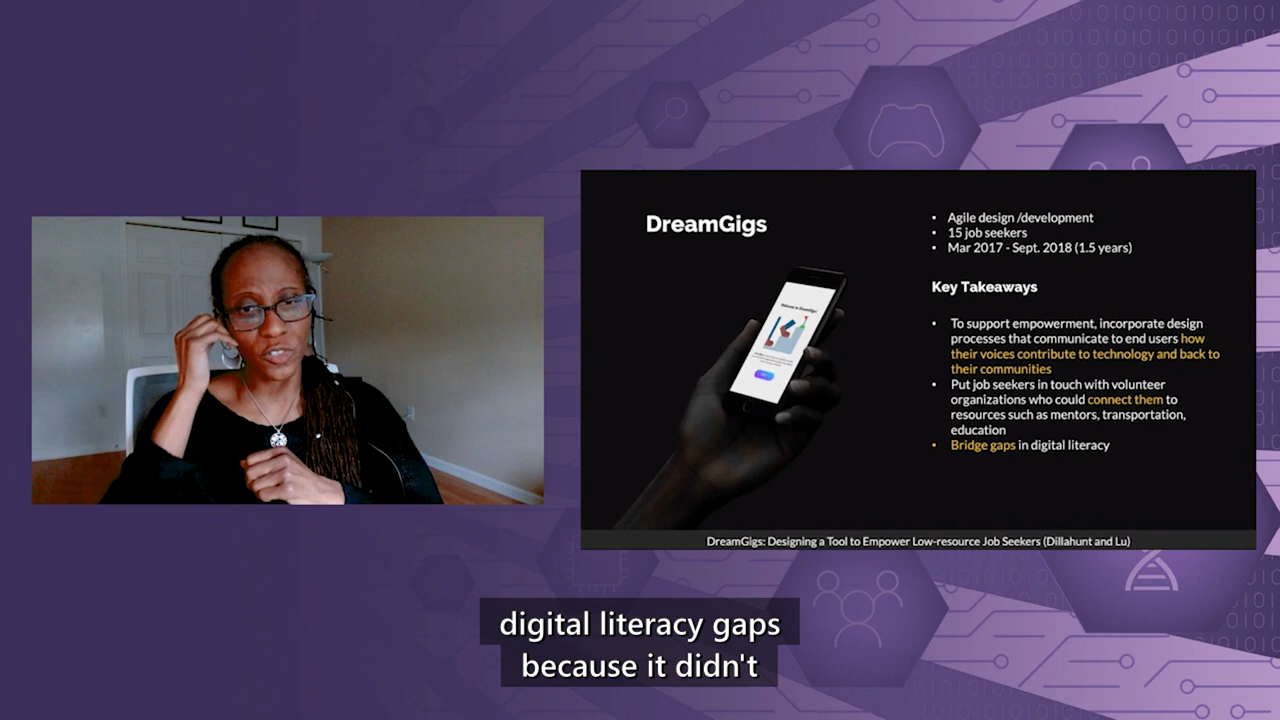 DreamGigs
• Agile design /development
• 15 job seekers
• Mar 2017 - Sept. 2018 (1.5 years)
Key Takeaways
• To support empowerment, incorporate design
processes that communicate to end users how
their voices contribute to technology and back to
their communities
• Put job seekers in touch with volunteer
organizations who could connect them to
resources such as mentors, transportation,
education
• Bridge gaps in digital literacy
Welcome to DreamGigs!
DreamGigs: Designing a Tool to Empower Low-resource Job Seekers (Dillahunt and Lu)
digital literacy gaps
because it didn't